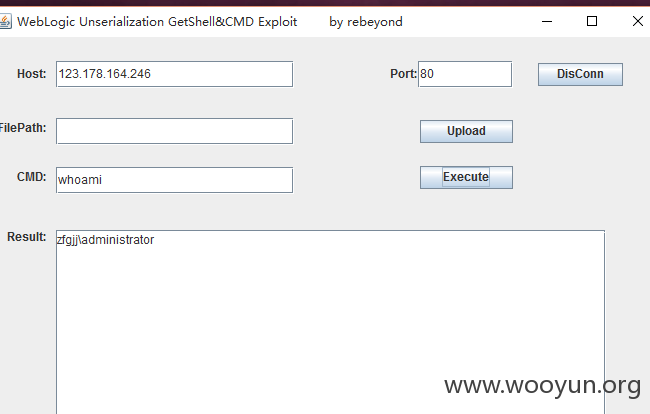 WebLogic Unserialization GetShell&CMD Exploit by rebeyond
Host: 123.178.164.246 Port: 80 DisConn
FilePath: Upload
CMD: whoami Execute
Result: zfgjj\administrator
www.wooyun.org